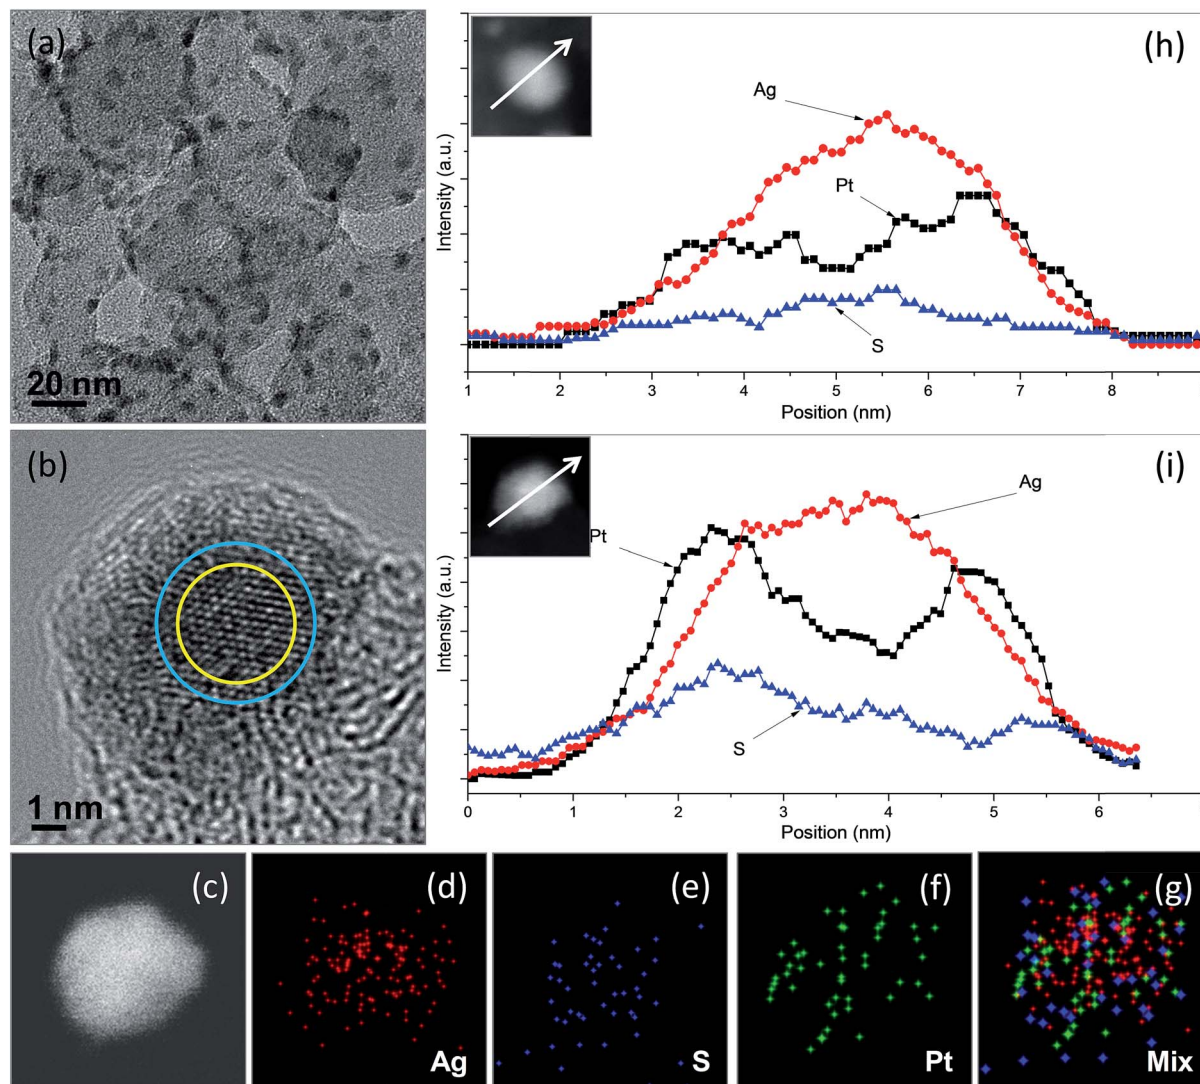 (a)
20 nm
(b)
1 nm
(h)
Ag
Pt
S
Intensity (a.u.)
1 2 3 4 5 6 7 8
Position (nm)
(i)
Ag
Pt
S
Intensity (a.u.)
0 1 2 3 4 5 6
Position (nm)
(c)
(d)
Ag
(e)
S
(f)
Pt
(g)
Mix